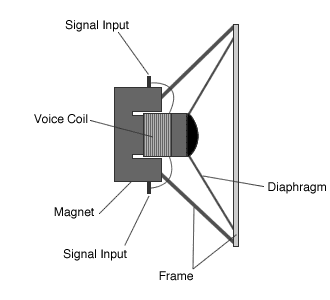 Signal Input
Voice Coil
Diaphragm
Magnet
Signal Input
Frame